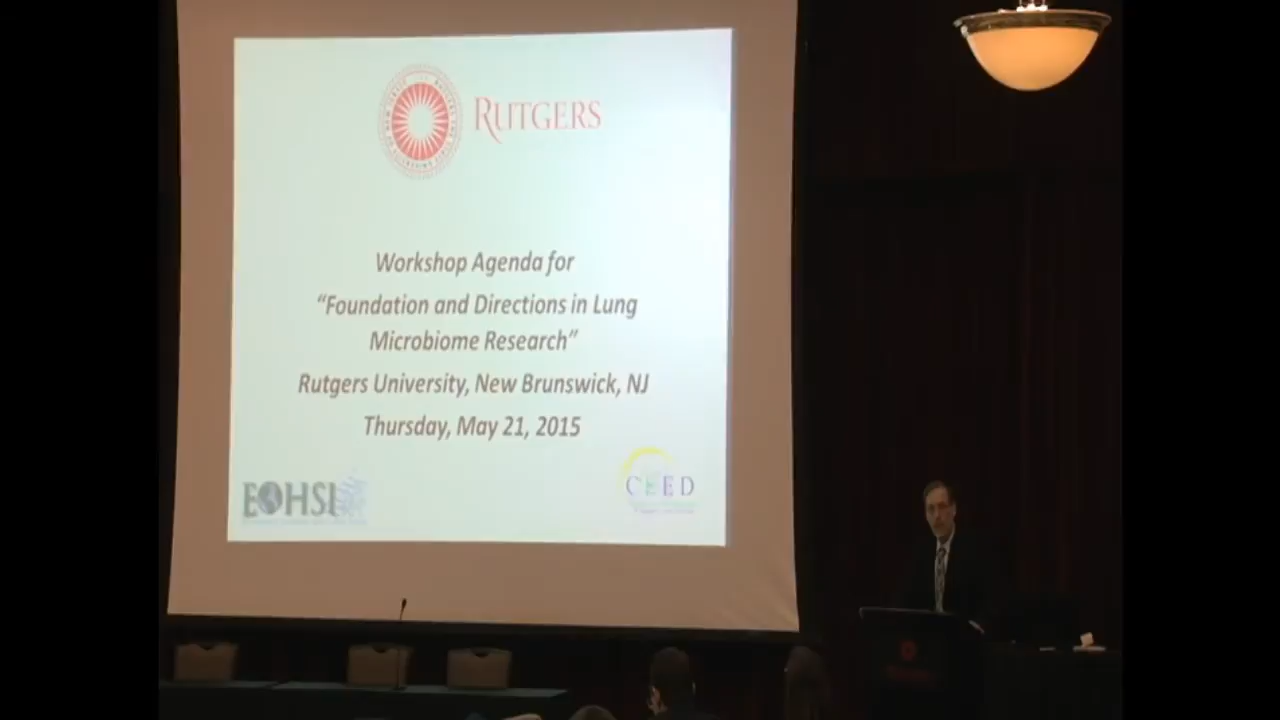 RUTGERS
Workshop Agenda for
“Foundation and Directions in Lung
Microbiome Research”
Rutgers University, New Brunswick, NJ
Thursday, May 21, 2015
EOHSI
CEED